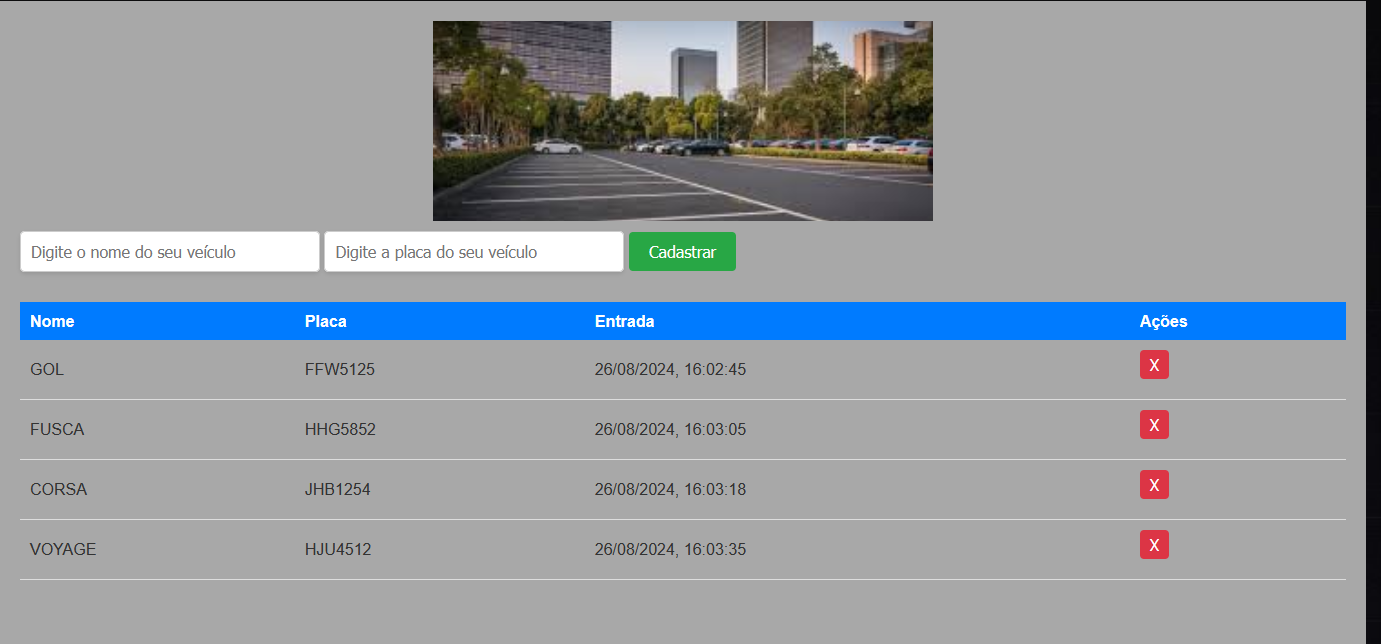 Digite o nome do seu veículo Digite a placa do seu veículo Cadastrar
Nome Placa Entrada Ações
GOL FFW5125 26/08/2024, 16:02:45 X
FUSCA HHG5852 26/08/2024, 16:03:05 X
CORSA JHB1254 26/08/2024, 16:03:18 X
VOYAGE HJU4512 26/08/2024, 16:03:35 X